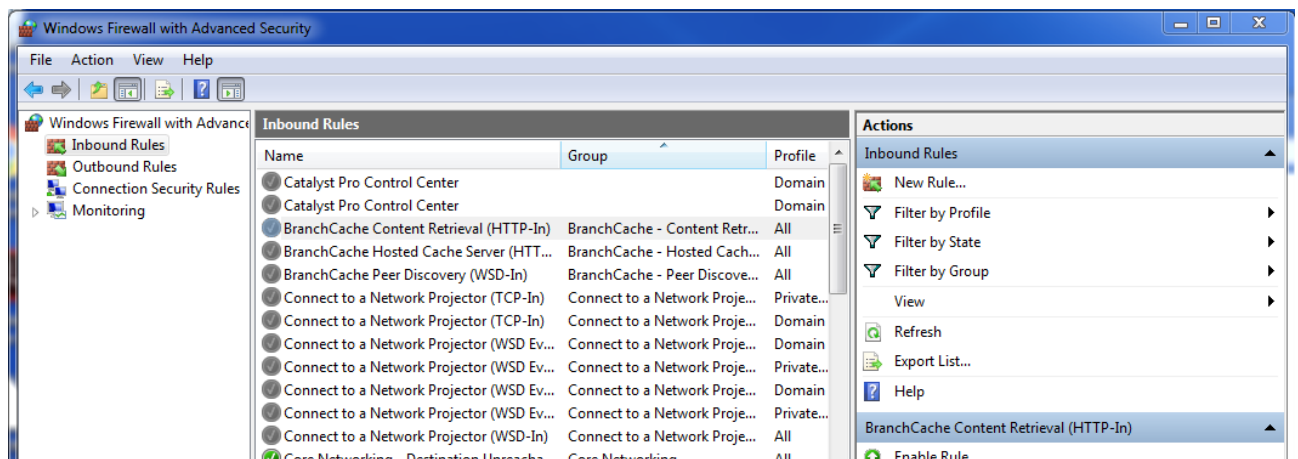 Windows Firewall with Advanced Security
File Action View Help
Windows Firewall with Advance
Inbound Rules
Outbound Rules
Connection Security Rules
Monitoring
Inbound Rules
Name Group Profile
Catalyst Pro Control Center Domain
Catalyst Pro Control Center Domain
BranchCache Content Retrieval (HTTP-In) BranchCache - Content Retr... All
BranchCache Hosted Cache Server (HTT... BranchCache - Hosted Cach... All
BranchCache Peer Discovery (WSD-In) BranchCache - Peer Discove... All
Connect to a Network Projector (TCP-In) Connect to a Network Proje... Private...
Connect to a Network Projector (TCP-In) Connect to a Network Proje... Domain
Connect to a Network Projector (WSD Ev... Connect to a Network Proje... Domain
Connect to a Network Projector (WSD Ev... Connect to a Network Proje... Private...
Connect to a Network Projector (WSD Ev... Connect to a Network Proje... Domain
Connect to a Network Projector (WSD Ev... Connect to a Network Proje... Private...
Connect to a Network Projector (WSD-In) Connect to a Network Proje... All
Core Networking - Destination Unreacha... Core Networking All
Actions
Inbound Rules
New Rule...
Filter by Profile
Filter by State
Filter by Group
View
Refresh
Export List...
Help
BranchCache Content Retrieval (HTTP-In)
Enable Rule